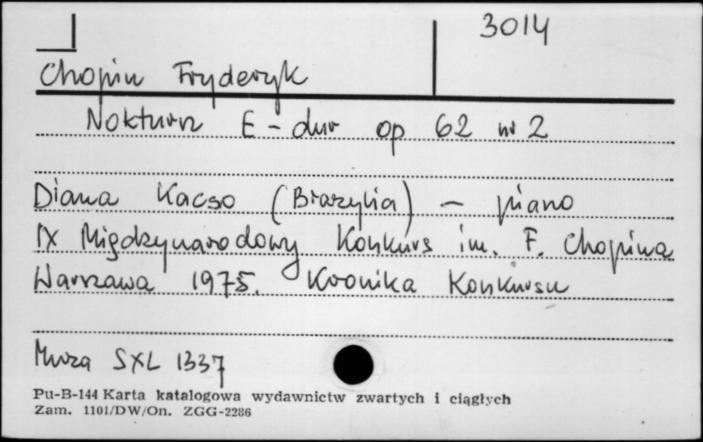 3014
Chopin Fryderyk
Nokturn E-dur op 62 nr 2
Diana Kacso (Brazylia) – piano
IX Międzynarodowy Konkurs im. F. Chopina
Warszawa 1975. Kronika Konkursu
Muza SXL 1337
Pu-B-144 Karta katalogowa wydawnictw zwartych i ciągłych
Zam. 1101/DW/On. ZGG-2286